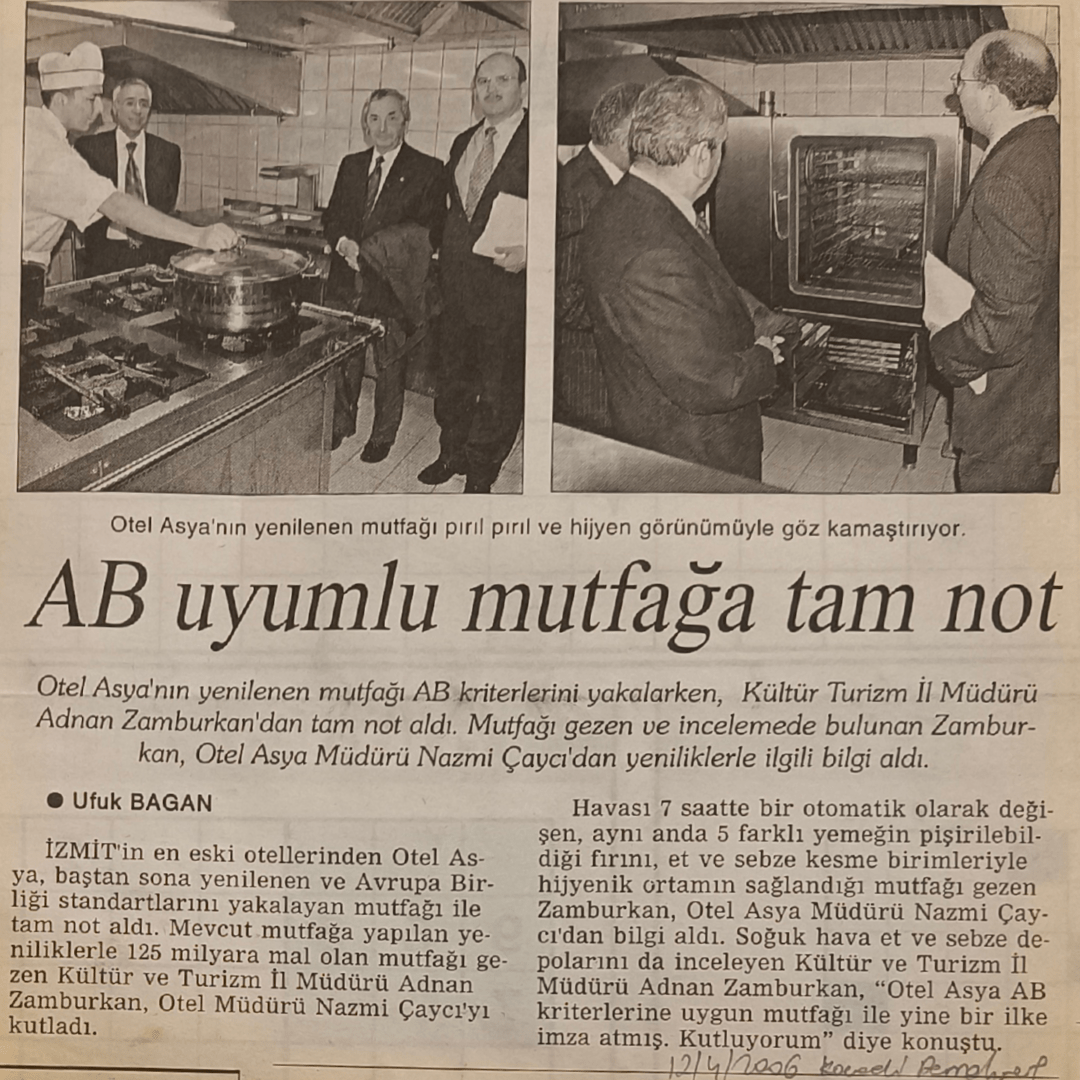 Otel Asya'nın yenilenen mutfağı pırıl pırıl ve hijyen görünümüyle göz kamaştırıyor.
AB uyumlu mutfağa tam not
Otel Asya'nın yenilenen mutfağı AB kriterlerini yakalarken, Kültür Turizm İl Müdürü
Adnan Zamburkan'dan tam not aldı. Mutfağı gezen ve incelemede bulunan Zambur-
kan, Otel Asya Müdürü Nazmi Çaycı'dan yeniliklerle ilgili bilgi aldı.
● Ufuk BAGAN
İZMİT'in en eski otellerinden Otel As-
ya, baştan sona yenilenen ve Avrupa Bir-
liği standartlarını yakalayan mutfağı ile
tam not aldı. Mevcut mutfağa yapılan ye-
niliklerle 125 milyara mal olan mutfağı ge-
zen Kültür ve Turizm İl Müdürü Adnan
Zamburkan, Otel Müdürü Nazmi Çaycı'yı
kutladı.
Havası 7 saatte bir otomatik olarak deği-
şen, aynı anda 5 farklı yemeğin pişirilebil-
diği fırını, et ve sebze kesme birimleriyle
hijyenik ortamın sağlandığı mutfağı gezen
Zamburkan, Otel Asya Müdürü Nazmi Çay-
cı'dan bilgi aldı. Soğuk hava et ve sebze de-
polarını da inceleyen Kültür ve Turizm İl
Müdürü Adnan Zamburkan, “Otel Asya AB
kriterlerine uygun mutfağı ile yine bir ilke
imza atmış. Kutluyorum” diye konuştu.
12/4/2006 Kocaeli